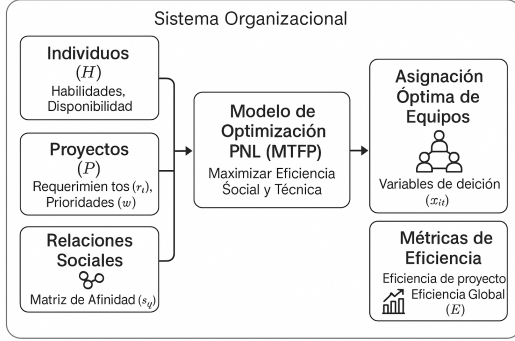 Sistema Organizacional
Individuos
(H)
Habilidades,
Disponibilidad
Proyectos
(P)
Requerimien tos (rₜ),
Prioridades (w)
Relaciones
Sociales
Matriz de Afinidad (s_q)
Modelo de
Optimización
PNL (MTFP)
Maximizar Eficiencia
Śocial y Técnica
Asignación
Óptima de
Equipos
Variables de deición
(x_it)
Métricas de
Eficiencia
Eficiencia de proyecto
Eficiencia Global
(E)